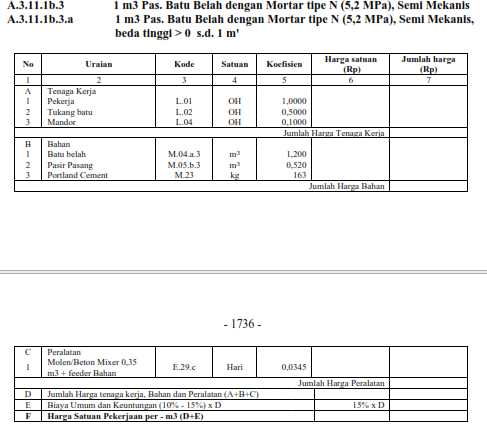 A.3.11.1b.3 1 m3 Pas. Batu Belah dengan Mortar tipe N (5,2 MPa), Semi Mekanis
A.3.11.1b.3.a 1 m3 Pas. Batu Belah dengan Mortar tipe N (5,2 MPa), Semi Mekanis,
beda tinggi > 0 s.d. 1 m'
No Uraian Kode Satuan Koefisien Harga satuan (Rp) Jumlah harga (Rp)
1 2 3 4 5 6 7
A Tenaga Kerja
1 Pekerja L.01 OH 1,0000
2 Tukang batu L.02 OH 0,5000
3 Mandor L.04 OH 0,1000
Jumlah Harga Tenaga Kerja
B Bahan
1 Batu belah M.04.a.3 m³ 1,200
2 Pasir Pasang M.05.b.3 m³ 0,520
3 Portland Cement M.23 kg 163
Jumlah Harga Bahan
- 1736 -
C Peralatan
1 Molen/Beton Mixer 0,35 m3 + feeder Bahan E.29.c Hari 0,0345
Jumlah Harga Peralatan
D Jumlah Harga tenaga kerja, Bahan dan Peralatan (A+B+C)
E Biaya Umum dan Keuntungan (10% - 15%) x D 15% x D
F Harga Satuan Pekerjaan per - m3 (D+E)